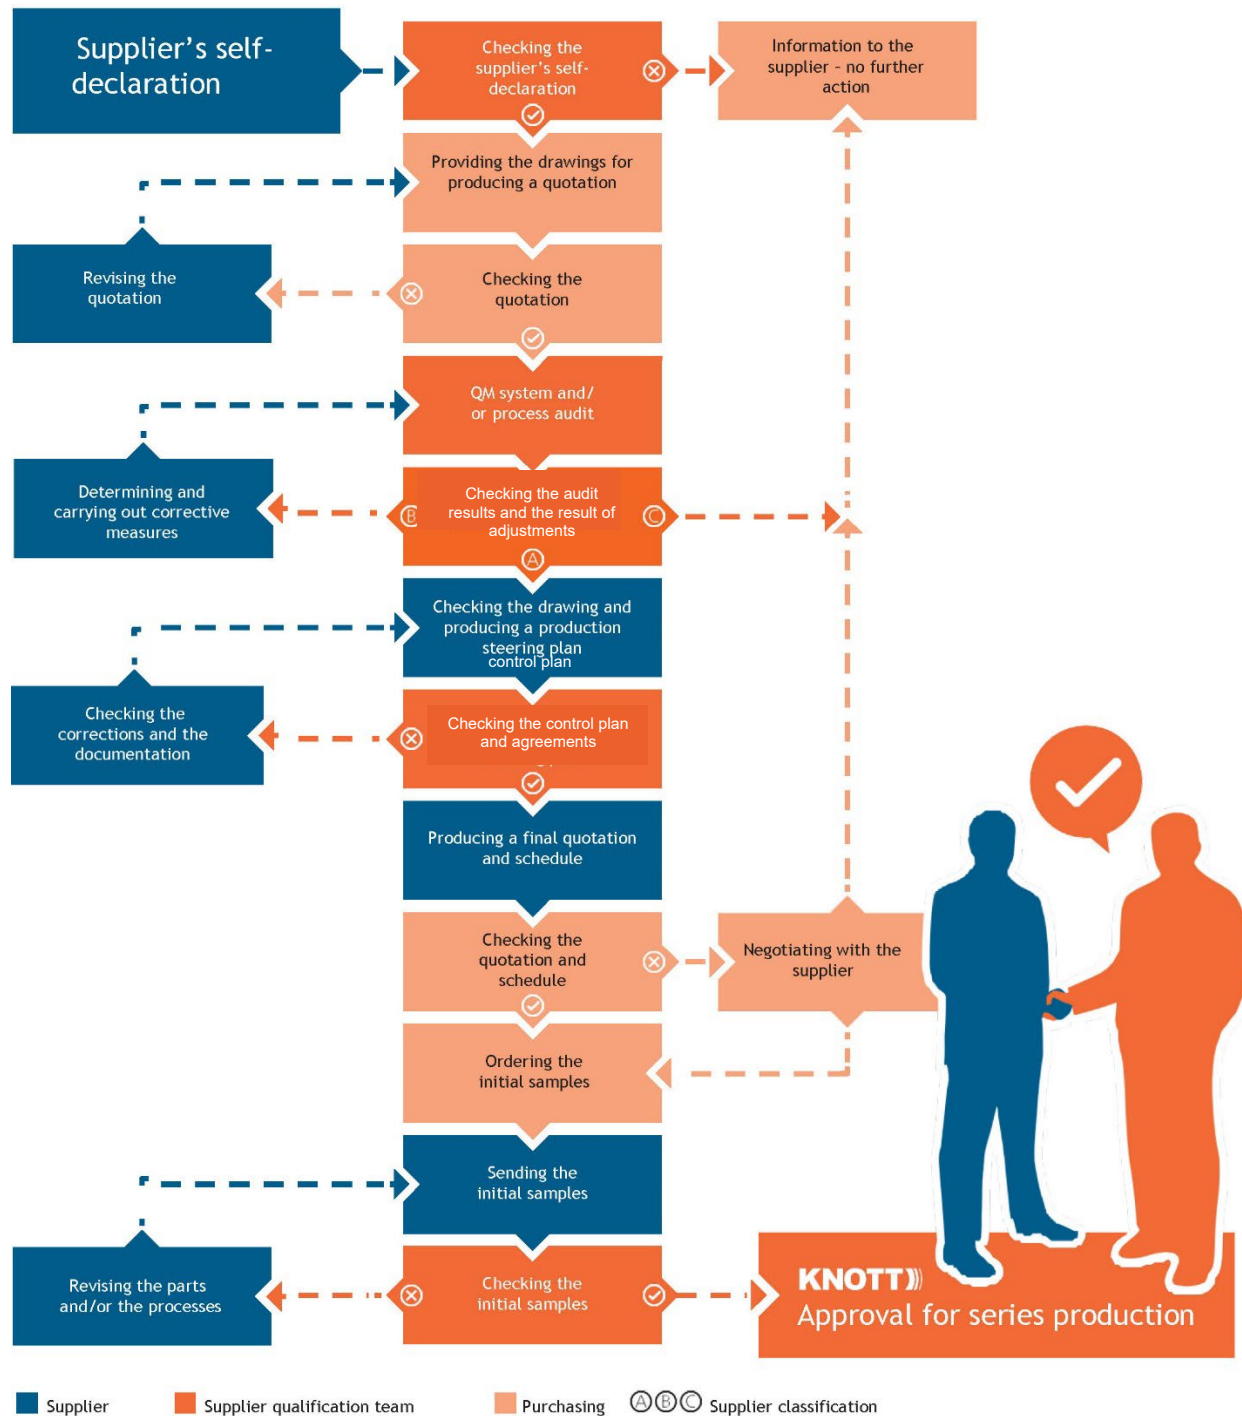 Supplier's self-
declaration
Checking the
supplier's self-
declaration
Information to the
supplier - no further
action
Providing the drawings for
producing a quotation
Revising the
quotation
Checking the
quotation
QM system and/
or process audit
Determining and
carrying out corrective
measures
B
Checking the audit
results and the result of
adjustments
C
A
Checking the drawing and
producing a production
steering plan
control plan
Checking the
corrections and the
documentation
Checking the control plan
and agreements
Producing a final quotation
and schedule
Checking the
quotation and
schedule
Negotiating with the
supplier
Ordering the
initial samples
Sending the
initial samples
Revising the parts
and/or the processes
Checking the
initial samples
KNOTT
Approval for series production
Supplier
Supplier qualification team
Purchasing
A B C Supplier classification